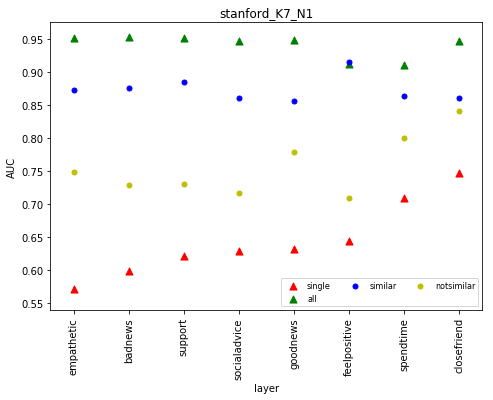 stanford_K7_N1
AUC
0.95
0.90
0.85
0.80
0.75
0.70
0.65
0.60
0.55
single
all
similar
notsimilar
empathetic
badnews
support
socialadvice
goodnews
feelpositive
spendtime
closefriend
layer